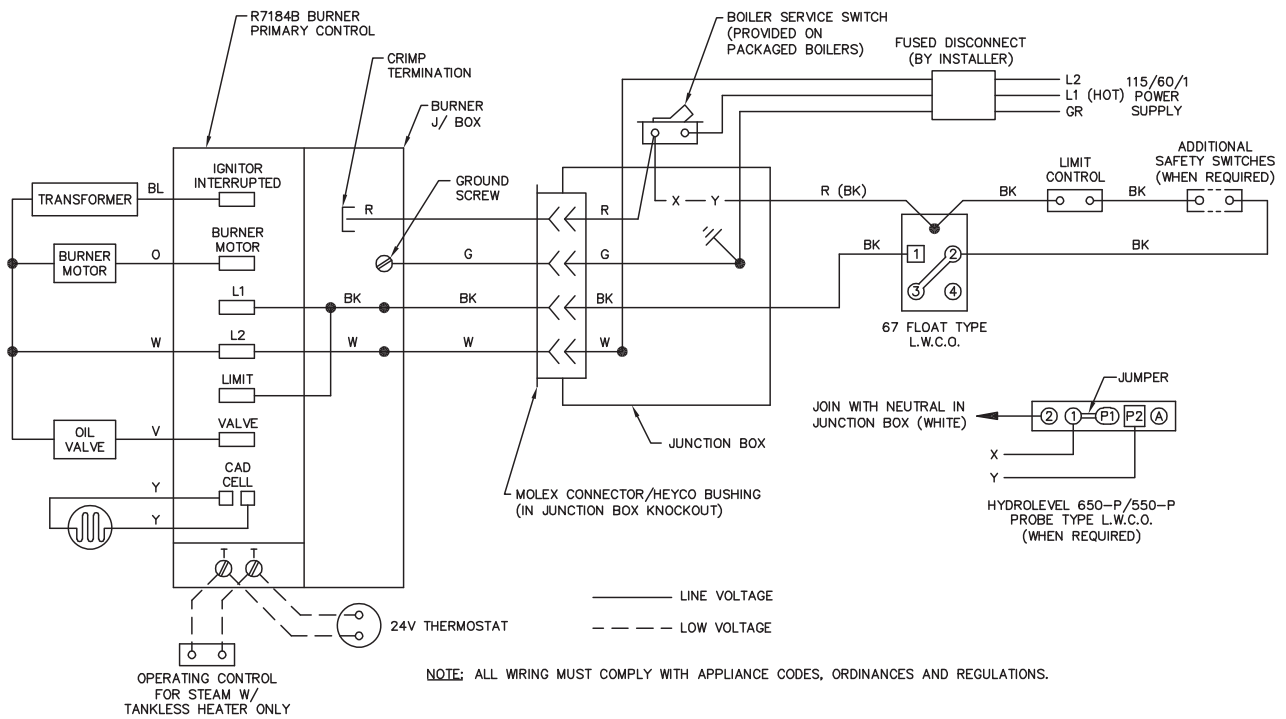 R7184B BURNER
PRIMARY CONTROL
CRIMP
TERMINATION
BURNER
J/ BOX
BOILER SERVICE SWITCH
(PROVIDED ON
PACKAGED BOILERS)
FUSED DISCONNECT
(BY INSTALLER)
L2
L1 (HOT)
GR
115/60/1
POWER
SUPPLY
ADDITIONAL
SAFETY SWITCHES
(WHEN REQUIRED)
LIMIT
CONTROL
TRANSFORMER
BL
IGNITOR
INTERRUPTED
GROUND
SCREW
R
R
X
Y
R (BK)
BK
BK
BURNER
MOTOR
O
BURNER
MOTOR
G
G
BK
1
2
3
4
BK
67 FLOAT TYPE
L.W.C.O.
L1
BK
BK
BK
W
L2
W
W
W
LIMIT
OIL
VALVE
V
VALVE
JUNCTION BOX
JUMPER
JOIN WITH NEUTRAL IN
JUNCTION BOX (WHITE)
2
1
P1
P2
A
X
Y
HYDROLEVEL 650-P/550-P
PROBE TYPE L.W.C.O.
(WHEN REQUIRED)
CAD
CELL
Y
Y
MOLEX CONNECTOR/HEYCO BUSHING
(IN JUNCTION BOX KNOCKOUT)
T
T
24V THERMOSTAT
LINE VOLTAGE
LOW VOLTAGE
OPERATING CONTROL
FOR STEAM W/
TANKLESS HEATER ONLY
NOTE: ALL WIRING MUST COMPLY WITH APPLIANCE CODES, ORDINANCES AND REGULATIONS.